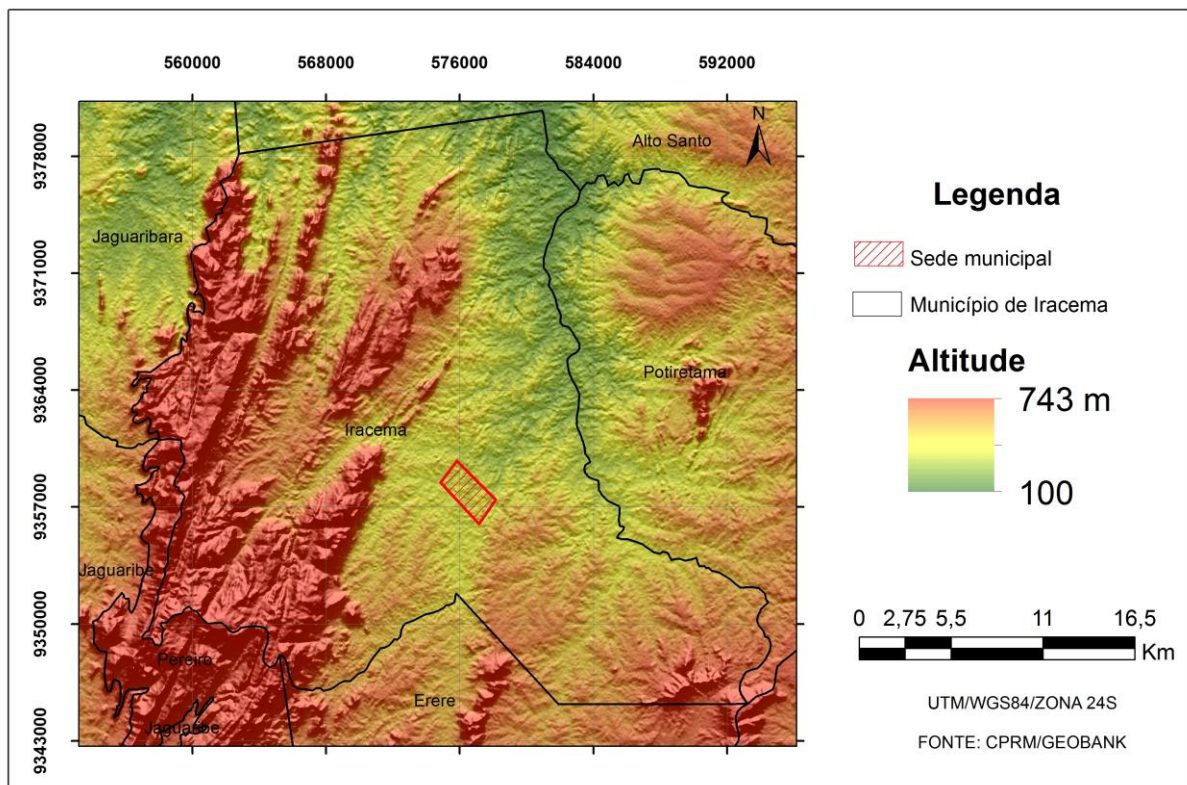 560000 568000 576000 584000 592000
N
Alto Santo
9378000
Jaguaribara
9371000
Potiretama
9364000
Iracema
9357000
Jaguaribe
9350000
Pereiro
Erere
Jaguaribe
9343000
Legenda
Sede municipal
Município de Iracema
Altitude
743 m
100
0 2,75 5,5 11 16,5
Km
UTM/WGS84/ZONA 24S
FONTE: CPRM/GEOBANK